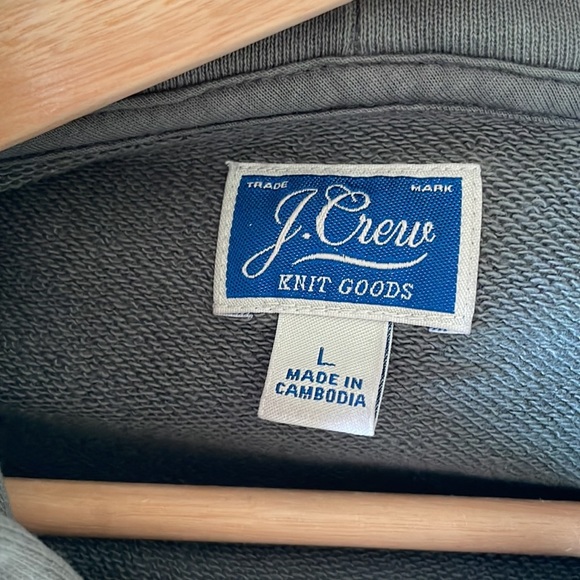 TRADE MARK
J.Crew
KNIT GOODS
L
MADE IN
CAMBODIA